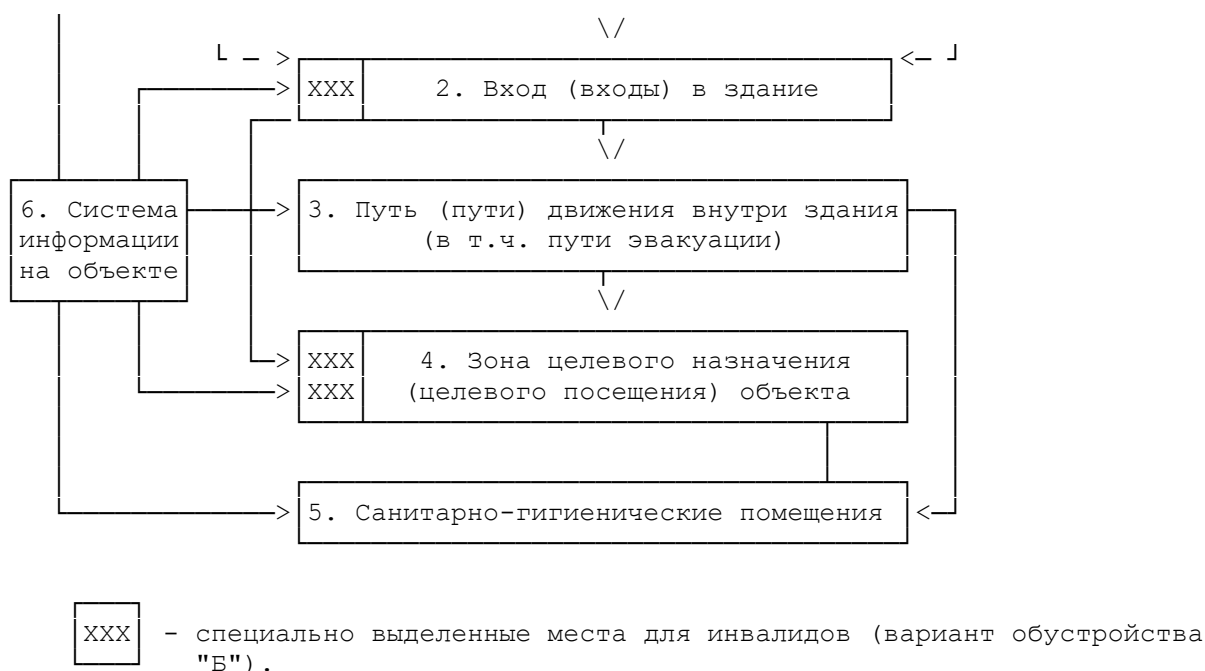 XXX 2. Вход (входы) в здание
6. Система
информации
на объекте
3. Путь (пути) движения внутри здания
(в т.ч. пути эвакуации)
XXX 4. Зона целевого назначения
XXX (целевого посещения) объекта
5. Санитарно-гигиенические помещения
XXX - специально выделенные места для инвалидов (вариант обустройства
"Б").